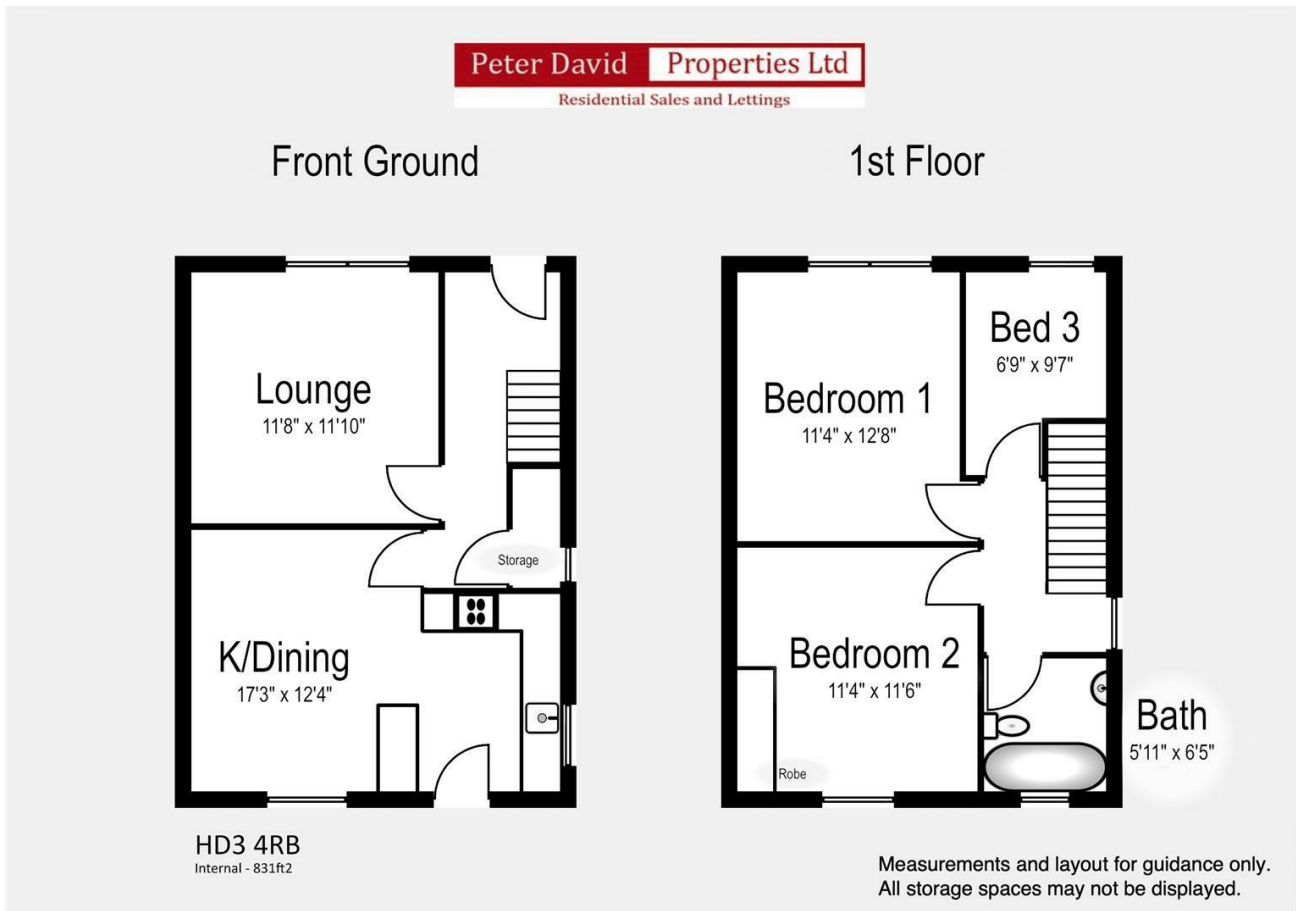 Peter David Properties Ltd
Residential Sales and Lettings
Front Ground
1st Floor
Lounge
11'8" x 11'10"
Storage
K/Dining
17'3" x 12'4"
Bed 3
6'9" x 9'7"
Bedroom 1
11'4" x 12'8"
Bedroom 2
11'4" x 11'6"
Robe
Bath
5'11" x 6'5"
HD3 4RB
Internal - 831ft2
Measurements and layout for guidance only.
All storage spaces may not be displayed.